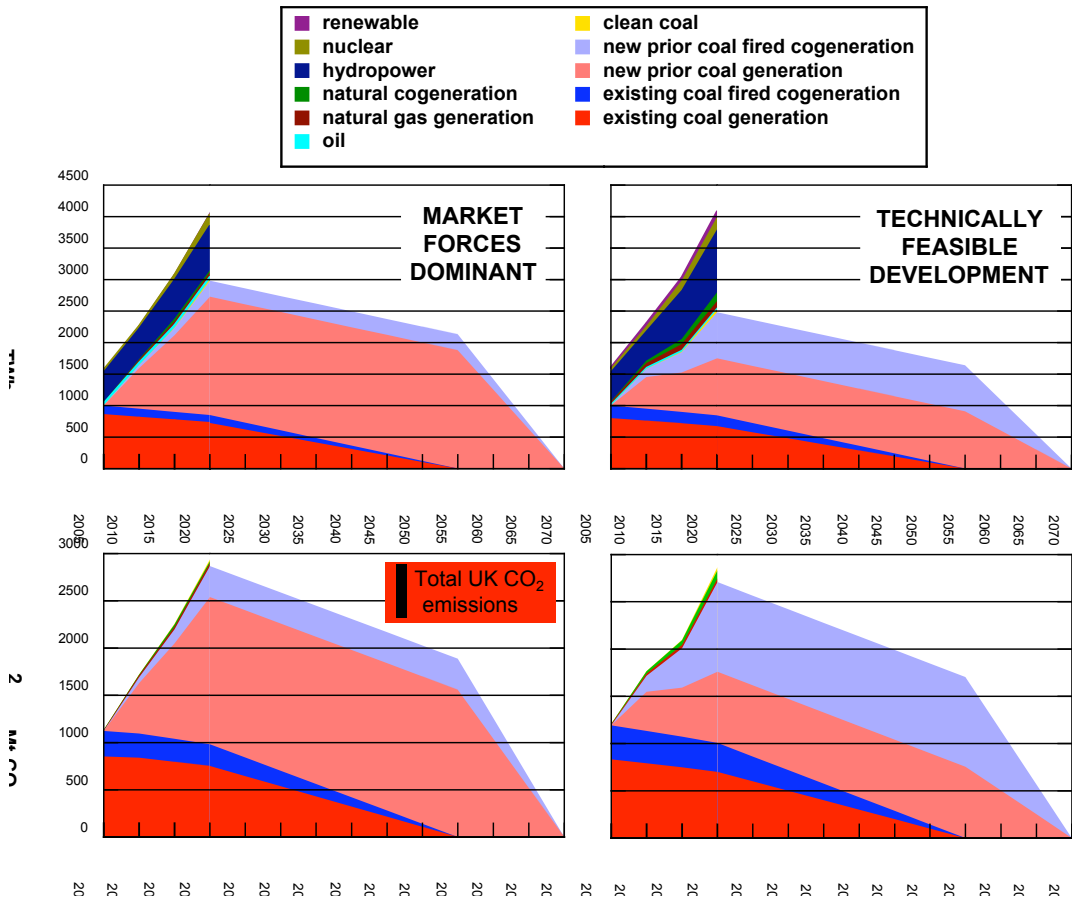 renewable
nuclear
hydropower
natural cogeneration
natural gas generation
oil
clean coal
new prior coal fired cogeneration
new prior coal generation
existing coal fired cogeneration
existing coal generation
4500
4000
3500
3000
2500
2000
1500
1000
500
0
MARKET
FORCES
DOMINANT
TECHNICALLY
FEASIBLE
DEVELOPMENT
2005
2010
2015
2020
2025
2030
2035
2040
2045
2050
2055
2060
2065
2070
2005
2010
2015
2020
2025
2030
2035
2040
2045
2050
2055
2060
2065
2070
3000
2500
2000
1500
1000
500
0
2
Total UK CO2
emissions